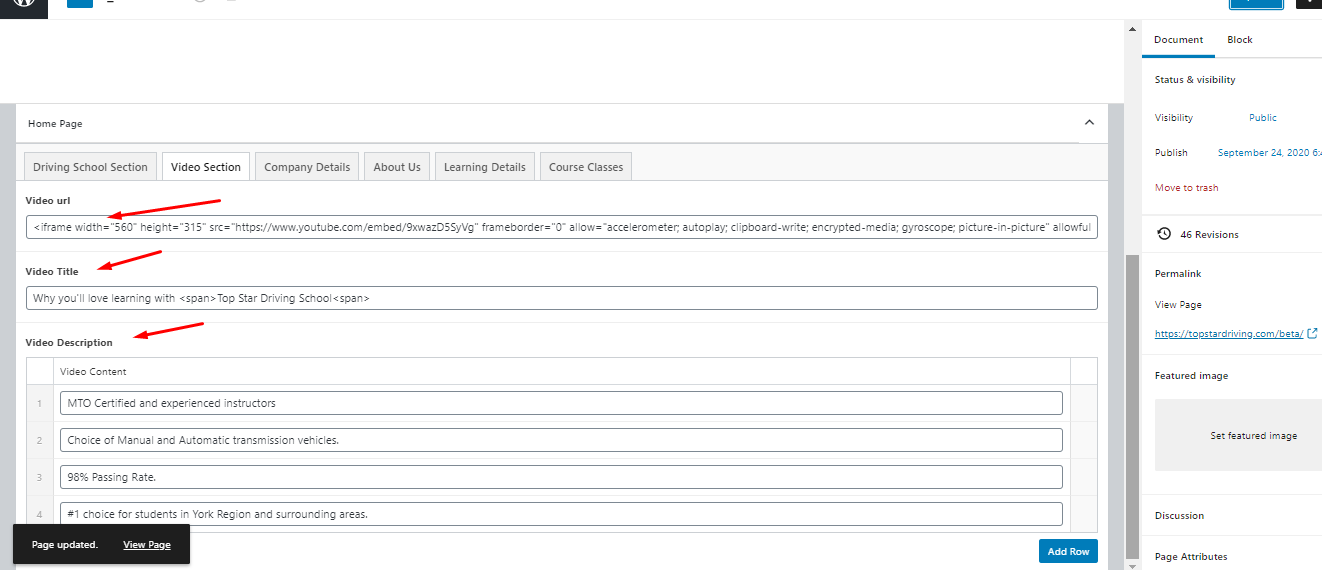 Document Block
Home Page
Status & visibility
Visibility Public
Driving School Section Video Section Company Details About Us Learning Details Course Classes
Publish September 24, 2020 6:4
Move to trash
Video url
<iframe width="560" height="315" src="https://www.youtube.com/embed/9xwazD5SyVg" frameborder="0" allow="accelerometer; autoplay; clipboard-write; encrypted-media; gyroscope; picture-in-picture" allowful
46 Revisions
Video Title
Permalink
Why you'll love learning with <span>Top Star Driving School<span>
View Page
https://topstardriving.com/beta/
Video Description
Video Content
Featured image
1 MTO Certified and experienced instructors
2 Choice of Manual and Automatic transmission vehicles.
Set featured image
3 98% Passing Rate.
4 #1 choice for students in York Region and surrounding areas.
Discussion
Page updated. View Page
Add Row
Page Attributes